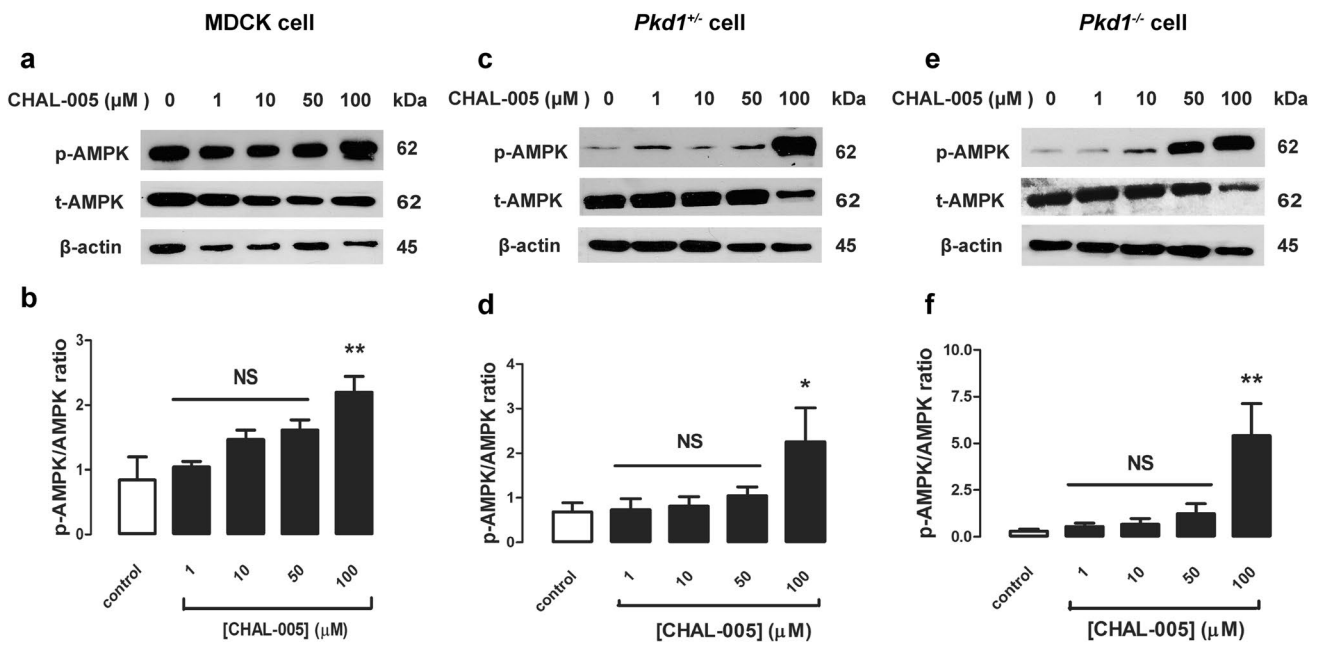 MDCK cell
a
CHAL-005 (μM ) 0 1 10 50 100 kDa
p-AMPK 62
t-AMPK 62
β-actin 45
b
p-AMPK/AMPK ratio
3
2
1
0
NS
**
control 1 10 50 100
[CHAL-005] (μM)
Pkd1+/- cell
c
CHAL-005 (μM ) 0 1 10 50 100 kDa
p-AMPK 62
t-AMPK 62
β-actin 45
d
p-AMPK/AMPK ratio
4
3
2
1
0
NS
*
control 1 10 50 100
[CHAL-005] (μM)
Pkd1-/- cell
e
CHAL-005 (μM ) 0 1 10 50 100 kDa
p-AMPK 62
t-AMPK 62
β-actin 45
f
p-AMPK/AMPK ratio
10.0
7.5
5.0
2.5
0.0
NS
**
control 1 10 50 100
[CHAL-005] (μM)